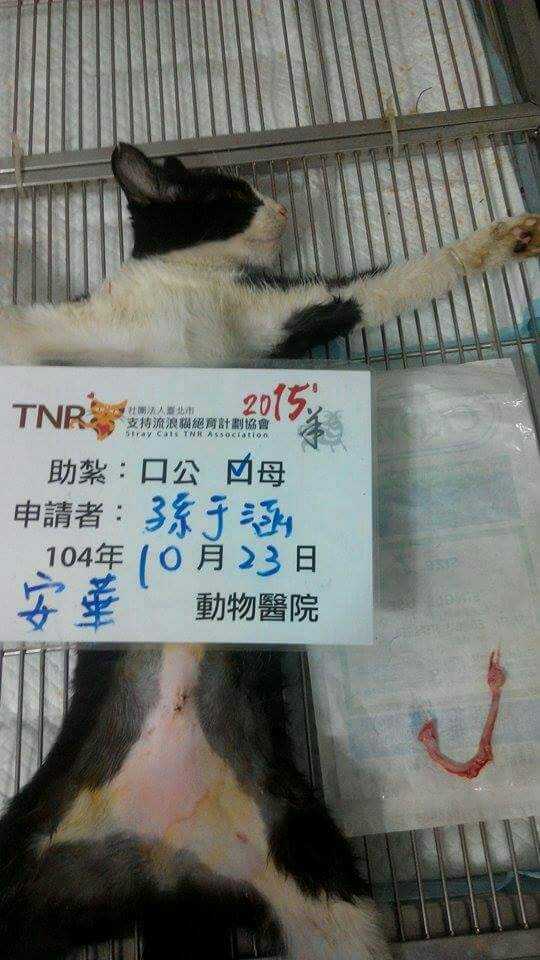 TNR 社團法人臺北市
支持流浪貓絕育計劃協會
Stray Cats TNR Association
2015 羊
助紮：口公 口母
申請者：孫于涵
104年10月23日
安華 動物醫院